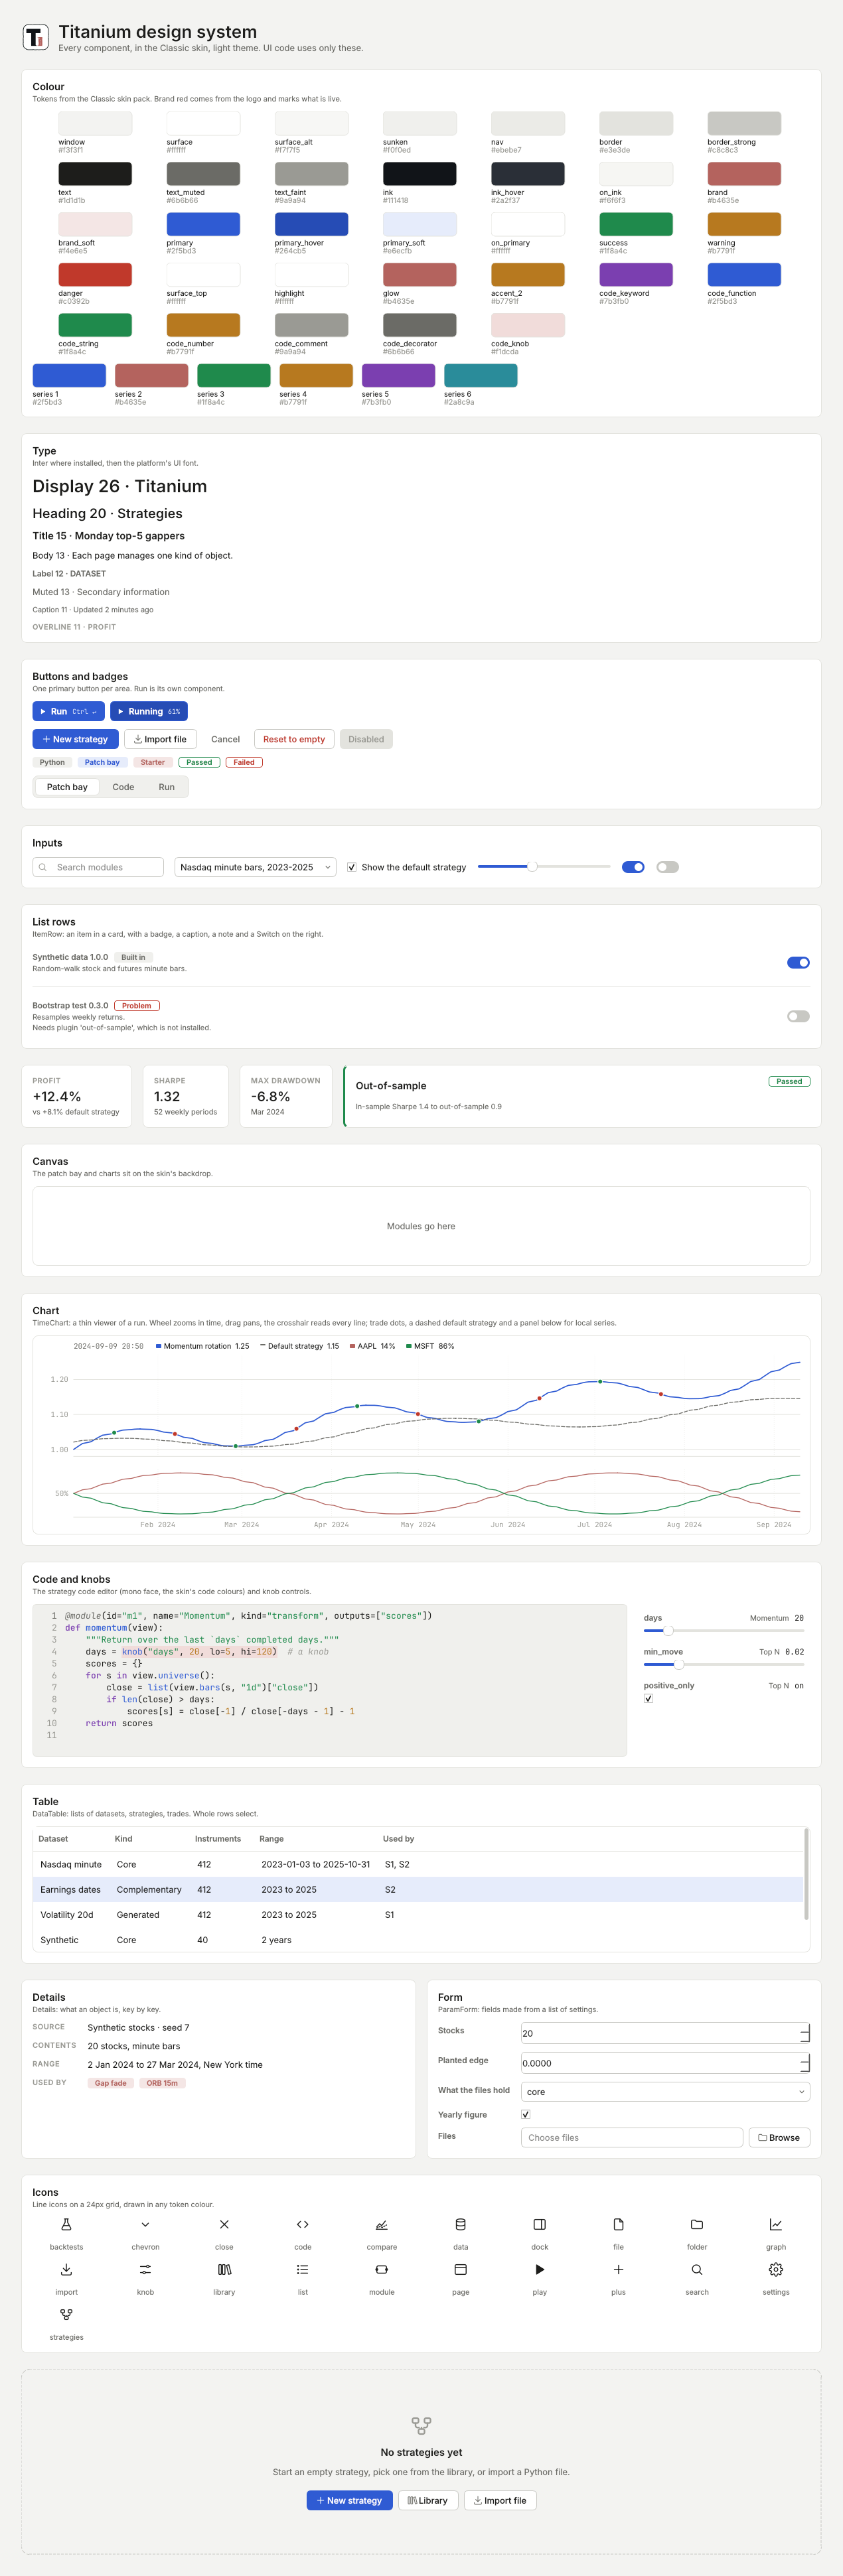 Titanium design system
Every component, in the Classic skin, light theme. UI code uses only these.
Colour
Tokens from the Classic skin pack. Brand red comes from the logo and marks what is live.
window surface surface_alt sunken nav border border_strong
#f3f3f1 #ffffff #f7f7f5 #f0f0ed #ebebe7 #e3e3de #c8c8c3
text text_muted text_faint ink ink_hover on_ink brand
#1d1d1b #6b6b66 #9a9a94 #111418 #2a2f37 #f6f6f3 #b4635e
brand_soft primary primary_hover primary_soft on_primary success warning
#f4e6e5 #2f5bd3 #264cb5 #e6ecfb #ffffff #1f8a4c #b7791f
danger surface_top highlight glow accent_2 code_keyword code_function
#c0392b #ffffff #ffffff #b4635e #b7791f #7b3fb0 #2f5bd3
code_string code_number code_comment code_decorator code_knob
#1f8a4c #b7791f #9a9a94 #6b6b66 #f1dcda
series 1 series 2 series 3 series 4 series 5 series 6
#2f5bd3 #b4635e #1f8a4c #b7791f #7b3fb0 #2a8c9a
Type
Inter where installed, then the platform's UI font.
Display 26 · Titanium
Heading 20 · Strategies
Title 15 · Monday top-5 gappers
Body 13 · Each page manages one kind of object.
Label 12 · DATASET
Muted 13 · Secondary information
Caption 11 · Updated 2 minutes ago
OVERLINE 11 · PROFIT
Buttons and badges
One primary button per area. Run is its own component.
Run Ctrl ↵ Running 61%
New strategy Import file Cancel Reset to empty Disabled
Python Patch bay Starter Passed Failed
Patch bay Code Run
Inputs
Search modules Nasdaq minute bars, 2023-2025 Show the default strategy
List rows
ItemRow: an item in a card, with a badge, a caption, a note and a Switch on the right.
Synthetic data 1.0.0 Built in
Random-walk stock and futures minute bars.
Bootstrap test 0.3.0 Problem
Resamples weekly returns.
Needs plugin 'out-of-sample', which is not installed.
PROFIT
+12.4%
vs +8.1% default strategy
SHARPE
1.32
52 weekly periods
MAX DRAWDOWN
-6.8%
Mar 2024
Out-of-sample Passed
In-sample Sharpe 1.4 to out-of-sample 0.9
Canvas
The patch bay and charts sit on the skin's backdrop.
Modules go here
Chart
TimeChart: a thin viewer of a run. Wheel zooms in time, drag pans, the crosshair reads every line; trade dots, a dashed default strategy and a panel below for local series.
2024-09-09 20:50 Momentum rotation 1.25 Default strategy 1.15 AAPL 14% MSFT 86%
1.20
1.10
1.00
50%
Feb 2024 Mar 2024 Apr 2024 May 2024 Jun 2024 Jul 2024 Aug 2024 Sep 2024
Code and knobs
The strategy code editor (mono face, the skin's code colours) and knob controls.
1 @module(id="m1", name="Momentum", kind="transform", outputs=["scores"])
2 def momentum(view):
3 """Return over the last `days` completed days."""
4 days = knob("days", 20, lo=5, hi=120) # a knob
5 scores = {}
6 for s in view.universe():
7 close = list(view.bars(s, "1d")["close"])
8 if len(close) > days:
9 scores[s] = close[-1] / close[-days - 1] - 1
10 return scores
11
days Momentum 20
min_move Top N 0.02
positive_only Top N on
Table
DataTable: lists of datasets, strategies, trades. Whole rows select.
Dataset Kind Instruments Range Used by
Nasdaq minute Core 412 2023-01-03 to 2025-10-31 S1, S2
Earnings dates Complementary 412 2023 to 2025 S2
Volatility 20d Generated 412 2023 to 2025 S1
Synthetic Core 40 2 years
Details
Details: what an object is, key by key.
SOURCE Synthetic stocks · seed 7
CONTENTS 20 stocks, minute bars
RANGE 2 Jan 2024 to 27 Mar 2024, New York time
USED BY Gap fade ORB 15m
Form
ParamForm: fields made from a list of settings.
Stocks 20
Planted edge 0.0000
What the files hold core
Yearly figure
Files Choose files Browse
Icons
Line icons on a 24px grid, drawn in any token colour.
backtests chevron close code compare data dock file folder graph
import knob library list module page play plus search settings
strategies
No strategies yet
Start an empty strategy, pick one from the library, or import a Python file.
New strategy Library Import file